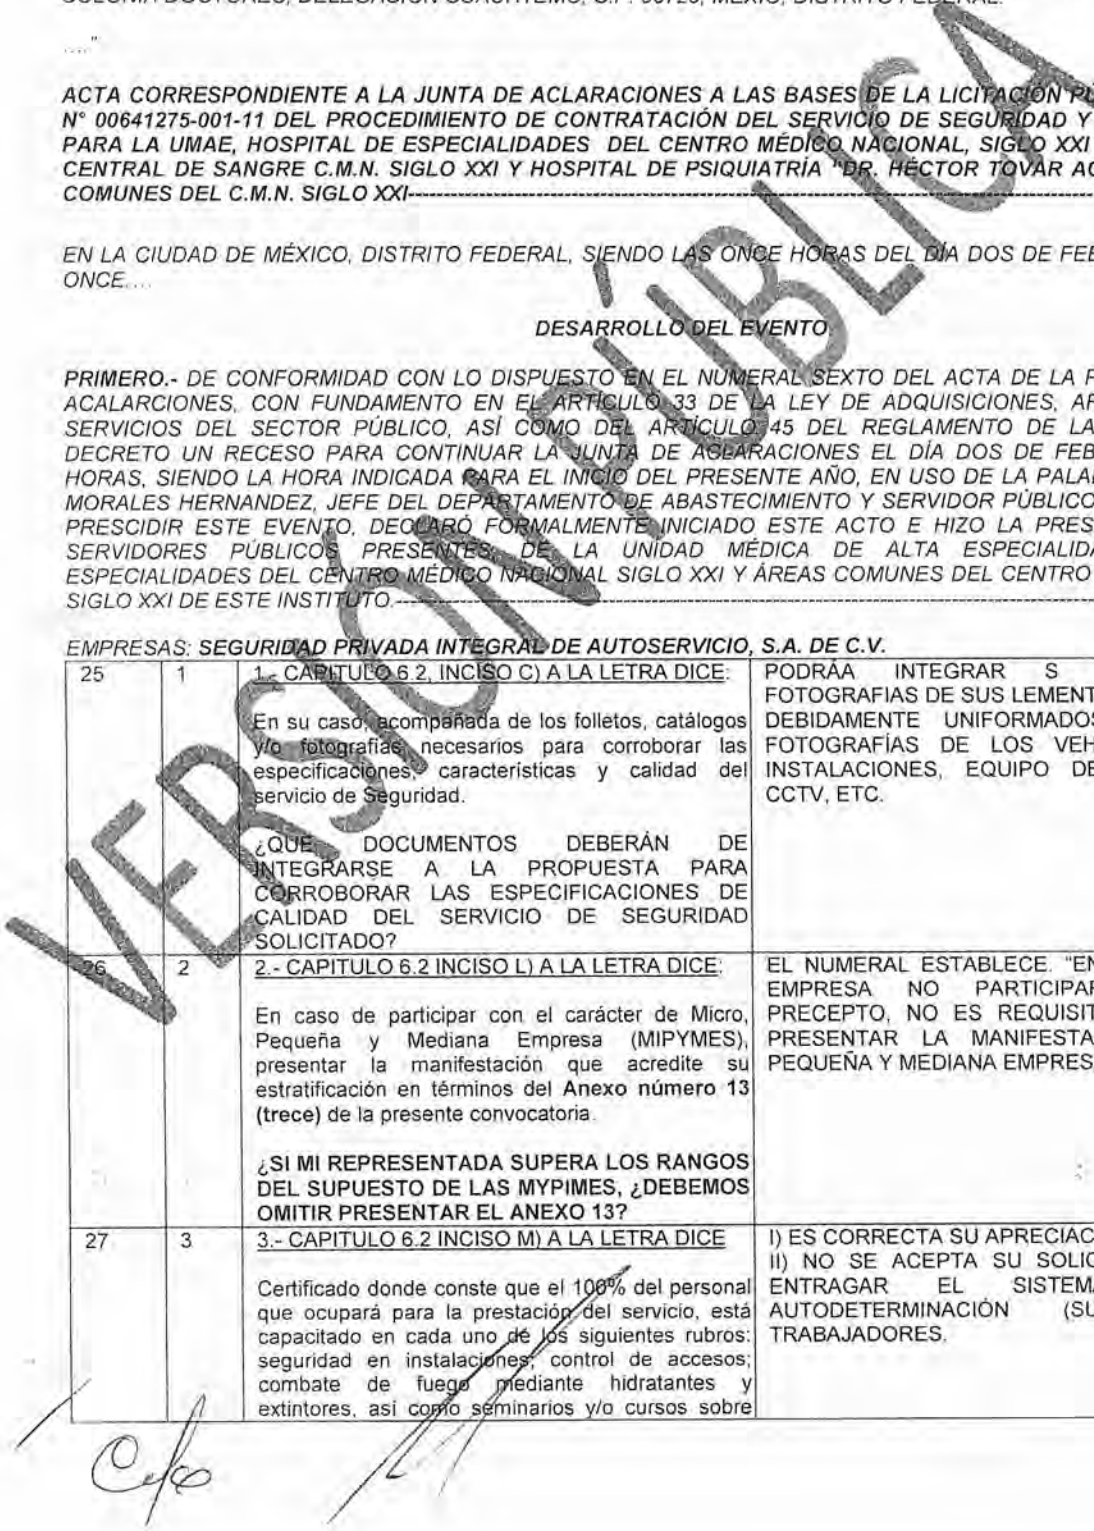 ...."
ACTA CORRESPONDIENTE A LA JUNTA DE ACLARACIONES A LAS BASES DE LA LICITACIÓN
N° 00641275-001-11 DEL PROCEDIMIENTO DE CONTRATACIÓN DEL SERVICIO DE SEGURIDAD Y
PARA LA UMAE, HOSPITAL DE ESPECIALIDADES DEL CENTRO MÉDICO NACIONAL, SIGLO XXI
CENTRAL DE SANGRE C.M.N. SIGLO XXI Y HOSPITAL DE PSIQUIATRÍA "DR. HÉCTOR TOVAR
COMUNES DEL C.M.N. SIGLO XXI
EN LA CIUDAD DE MÉXICO, DISTRITO FEDERAL, SIENDO LAS ONCE HORAS DEL DÍA DOS DE FEB
ONCE....
DESARROLLO DEL EVENTO
PRIMERO.- DE CONFORMIDAD CON LO DISPUESTO EN EL NUMERAL SEXTO DEL ACTA DE LA
ACALARCIONES, CON FUNDAMENTO EN EL ARTÍCULO 33 DE LA LEY DE ADQUISICIONES,
SERVICIOS DEL SECTOR PÚBLICO, ASÍ COMO DEL ARTÍCULO 45 DEL REGLAMENTO DE LA
DECRETO UN RECESO PARA CONTINUAR LA JUNTA DE ACLARACIONES EL DÍA DOS DE FEB
HORAS, SIENDO LA HORA INDICADA PARA EL INICIO DEL PRESENTE AÑO, EN USO DE LA PALA
MORALES HERNANDEZ, JEFE DEL DEPARTAMENTO DE ABASTECIMIENTO Y SERVIDOR PÚBLICO
PRESCIDIR ESTE EVENTO, DECLARÓ FORMALMENTE INICIADO ESTE ACTO E HIZO LA PRES
SERVIDORES PÚBLICOS PRESENTES, DE LA UNIDAD MÉDICA DE ALTA ESPECIALID
ESPECIALIDADES DEL CENTRO MÉDICO NACIONAL SIGLO XXI Y ÁREAS COMUNES DEL CENTRO
SIGLO XXI DE ESTE INSTITUTO.
EMPRESAS: SEGURIDAD PRIVADA INTEGRAL DE AUTOSERVICIO, S.A. DE C.V.
25
1
1.- CAPITULO 6.2, INCISO C) A LA LETRA DICE:
En su caso, acompañada de los folletos, catálogos
y/o fotografías necesarios para corroborar las
especificaciones, características y calidad del
servicio de Seguridad.
¿QUE DOCUMENTOS DEBERÁN DE
INTEGRARSE A LA PROPUESTA PARA
CORROBORAR LAS ESPECIFICACIONES DE
CALIDAD DEL SERVICIO DE SEGURIDAD
SOLICITADO?
PODRÁA INTEGRAR S
FOTOGRAFIAS DE SUS LEMENT
DEBIDAMENTE UNIFORMADOS
FOTOGRAFÍAS DE LOS VEH
INSTALACIONES, EQUIPO DE
CCTV, ETC.
26
2
2.- CAPITULO 6.2 INCISO L) A LA LETRA DICE:
En caso de participar con el carácter de Micro,
Pequeña y Mediana Empresa (MIPYMES),
presentar la manifestación que acredite su
estratificación en términos del Anexo número 13
(trece) de la presente convocatoria.
¿SI MI REPRESENTADA SUPERA LOS RANGOS
DEL SUPUESTO DE LAS MYPIMES, ¿DEBEMOS
OMITIR PRESENTAR EL ANEXO 13?
EL NUMERAL ESTABLECE. "EN
EMPRESA NO PARTICIPAR
PRECEPTO, NO ES REQUISIT
PRESENTAR LA MANIFESTA
PEQUEÑA Y MEDIANA EMPRES
27
3
3.- CAPITULO 6.2 INCISO M) A LA LETRA DICE
Certificado donde conste que el 100% del personal
que ocupará para la prestación del servicio, está
capacitado en cada uno de los siguientes rubros:
seguridad en instalaciones; control de accesos;
combate de fuego mediante hidratantes y
extintores, así como seminarios y/o cursos sobre
I) ES CORRECTA SU APRECIAC
II) NO SE ACEPTA SU SOLIC
ENTRAGAR EL SISTEMA
AUTODETERMINACIÓN (SU
TRABAJADORES.
VERSIÓN PÚBLICA